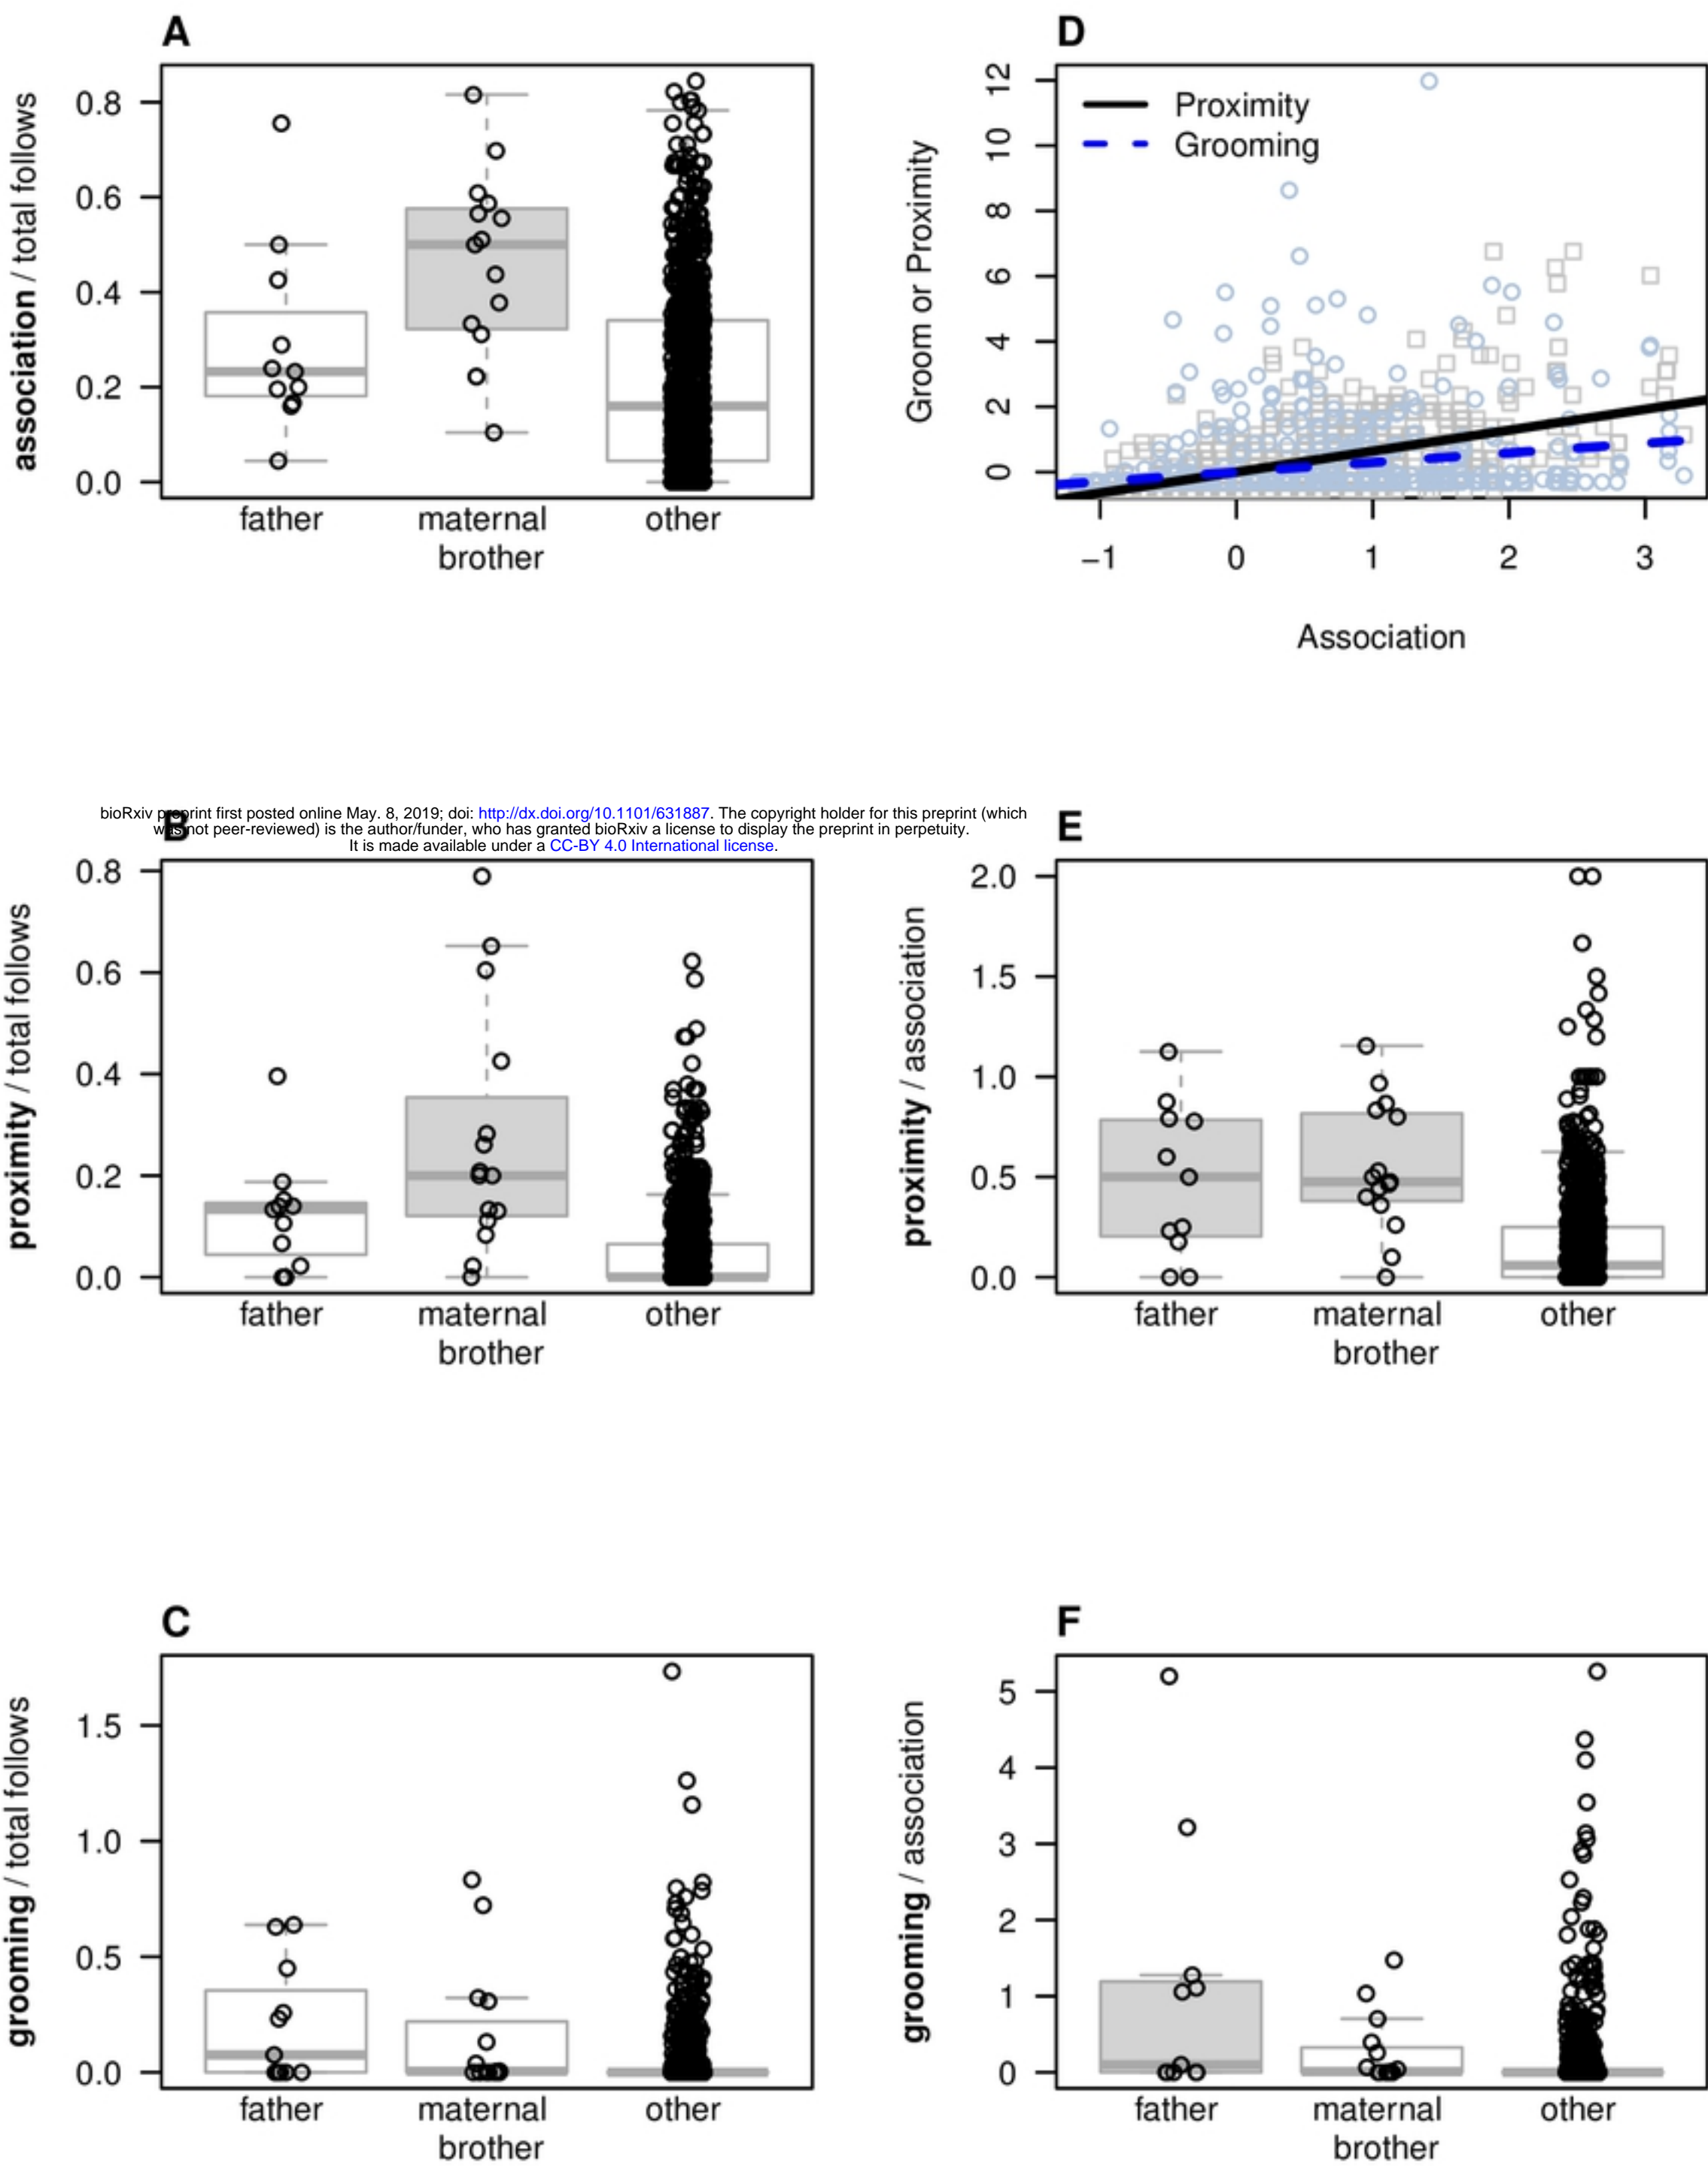 A
association / total follows
0.8
0.6
0.4
0.2
0.0
father
maternal
brother
other
D
Groom or Proximity
12
10
8
6
4
2
0
Proximity
Grooming
−1
0
1
2
3
Association
bioRxiv preprint first posted online May. 8, 2019; doi: http://dx.doi.org/10.1101/631887. The copyright holder for this preprint (which
was not peer-reviewed) is the author/funder, who has granted bioRxiv a license to display the preprint in perpetuity.
It is made available under a CC-BY 4.0 International license.
B
proximity / total follows
0.8
0.6
0.4
0.2
0.0
father
maternal
brother
other
E
proximity / association
2.0
1.5
1.0
0.5
0.0
father
maternal
brother
other
C
grooming / total follows
1.5
1.0
0.5
0.0
father
maternal
brother
other
F
grooming / association
5
4
3
2
1
0
father
maternal
brother
other